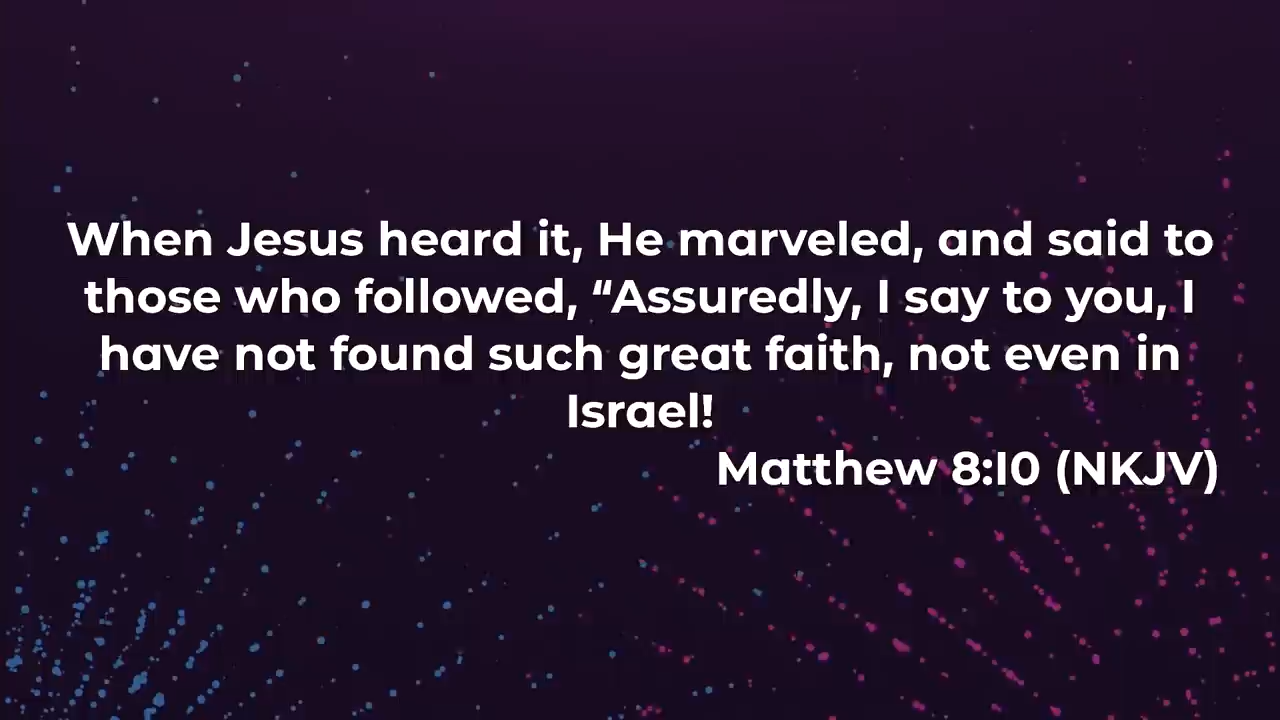 When Jesus heard it, He marveled, and said to
those who followed, “Assuredly, I say to you, I
have not found such great faith, not even in
Israel!
Matthew 8:10 (NKJV)